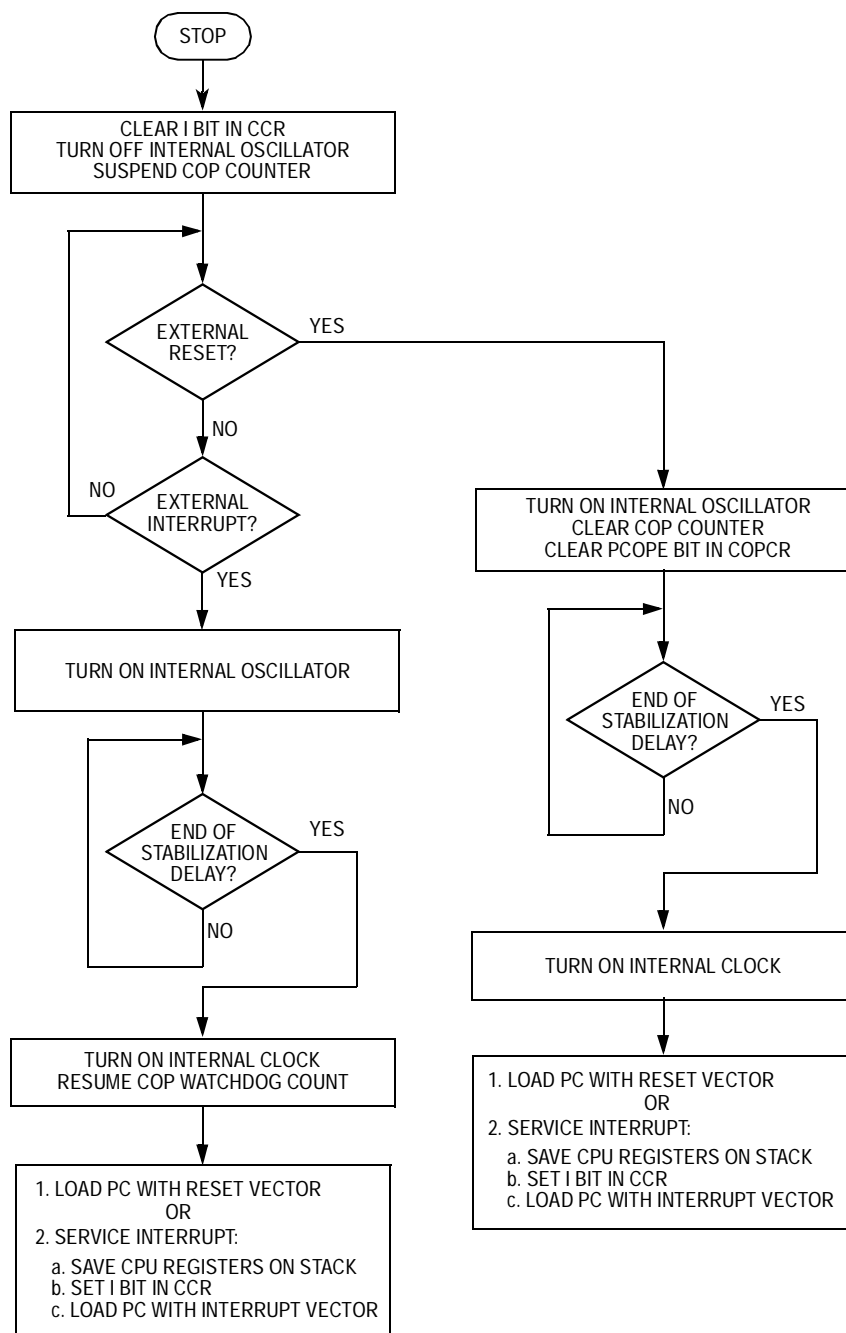 STOP
CLEAR I BIT IN CCR
TURN OFF INTERNAL OSCILLATOR
SUSPEND COP COUNTER
EXTERNAL
RESET?
YES
NO
EXTERNAL
INTERRUPT?
NO
YES
TURN ON INTERNAL OSCILLATOR
END OF
STABILIZATION
DELAY?
YES
NO
TURN ON INTERNAL CLOCK
RESUME COP WATCHDOG COUNT
1. LOAD PC WITH RESET VECTOR
OR
2. SERVICE INTERRUPT:
a. SAVE CPU REGISTERS ON STACK
b. SET I BIT IN CCR
c. LOAD PC WITH INTERRUPT VECTOR
TURN ON INTERNAL OSCILLATOR
CLEAR COP COUNTER
CLEAR PCOPE BIT IN COPCR
END OF
STABILIZATION
DELAY?
YES
NO
TURN ON INTERNAL CLOCK
1. LOAD PC WITH RESET VECTOR
OR
2. SERVICE INTERRUPT:
a. SAVE CPU REGISTERS ON STACK
b. SET I BIT IN CCR
c. LOAD PC WITH INTERRUPT VECTOR